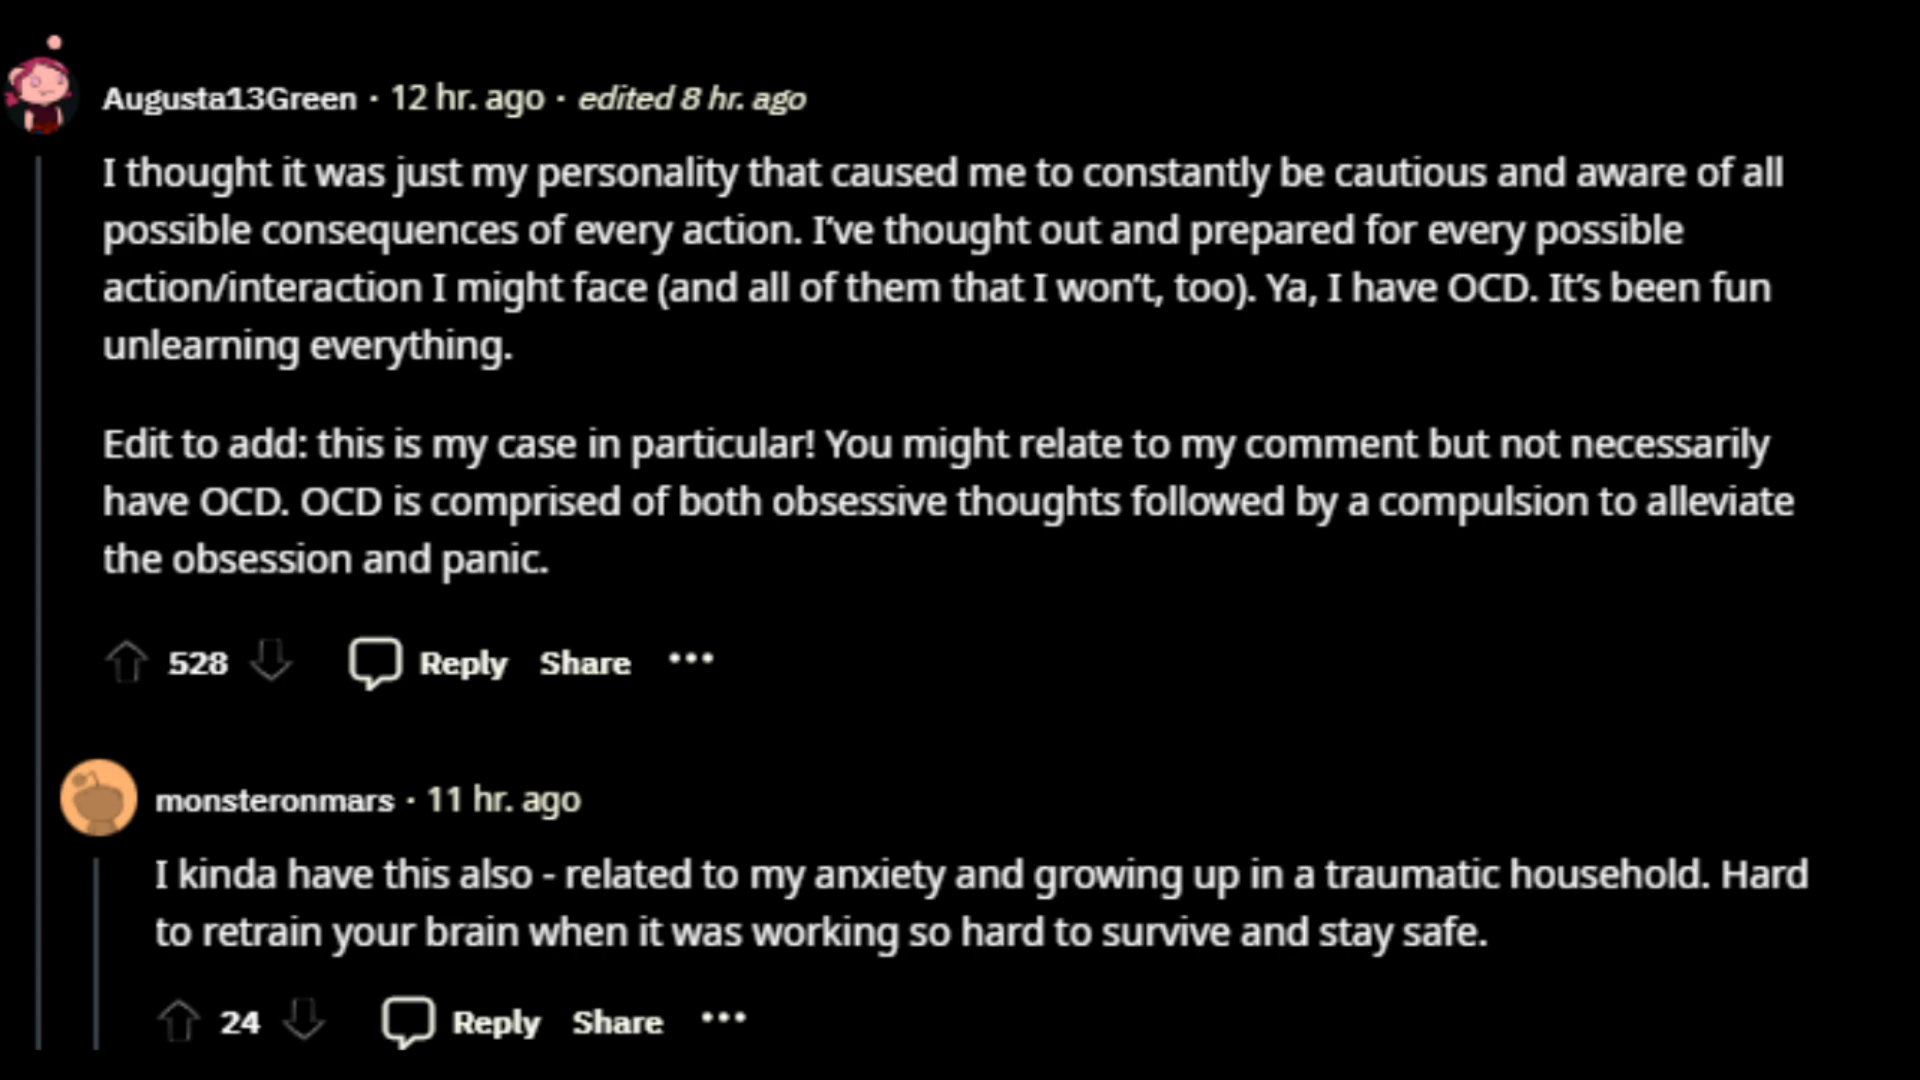 Augusta13Green · 12 hr. ago · edited 8 hr. ago
I thought it was just my personality that caused me to constantly be cautious and aware of all
possible consequences of every action. I’ve thought out and prepared for every possible
action/interaction I might face (and all of them that I won’t, too). Ya, I have OCD. It’s been fun
unlearning everything.
Edit to add: this is my case in particular! You might relate to my comment but not necessarily
have OCD. OCD is comprised of both obsessive thoughts followed by a compulsion to alleviate
the obsession and panic.
528 Reply Share ···
monsteronmars · 11 hr. ago
I kinda have this also - related to my anxiety and growing up in a traumatic household. Hard
to retrain your brain when it was working so hard to survive and stay safe.
24 Reply Share ···